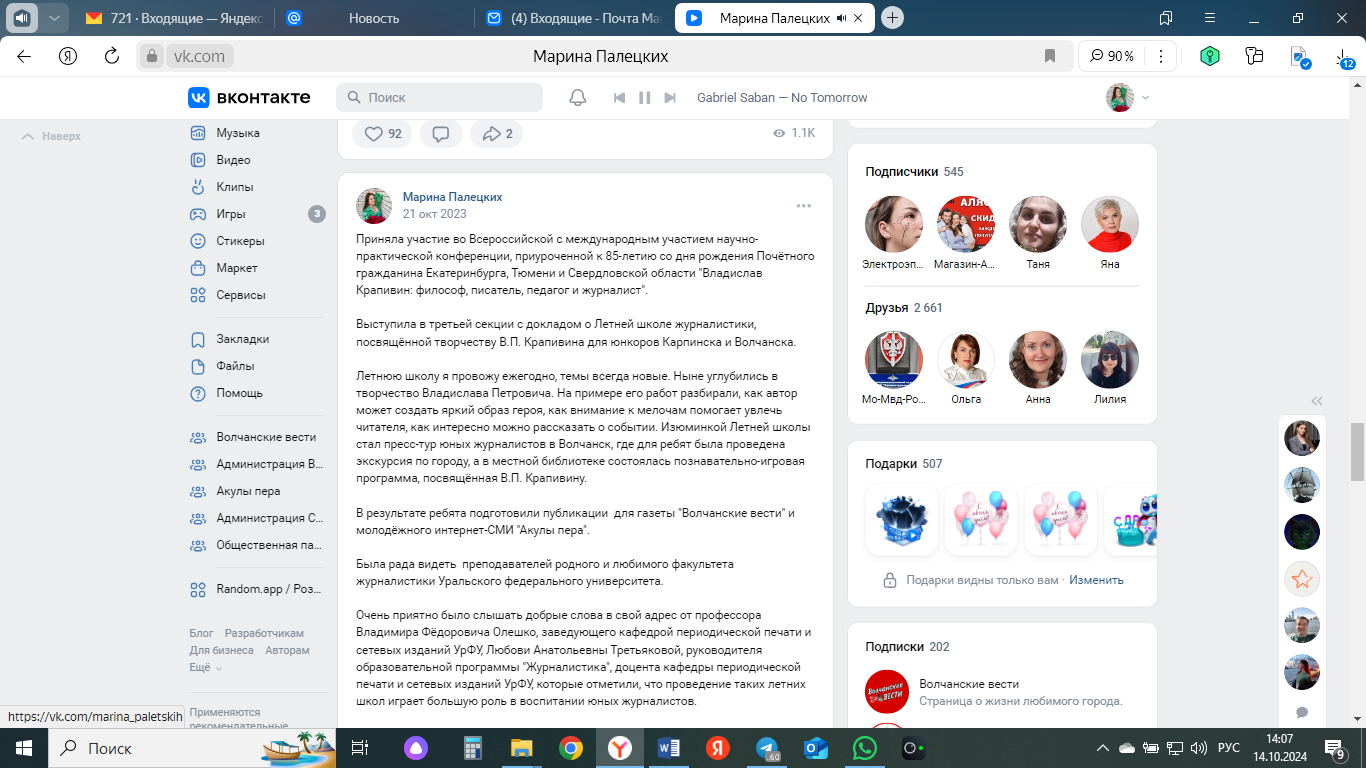 721 · Входящие — Яндекс
Новость
(4) Входящие - Почта Ma
Марина Палецких
vk.com
Марина Палецких
90 %
12
вконтакте
Поиск
Gabriel Saban — No Tomorrow
Наверх
Музыка
Видео
Клипы
Игры
3
Стикеры
Маркет
Сервисы
Закладки
Файлы
Помощь
Волчанские вести
Администрация В...
Акулы пера
Администрация С...
Общественная па...
Random.app / Роз...
Блог Разработчикам
Для бизнеса Авторам
Ещё
Применяются
рекомендательные
https://vk.com/marina_paletskih
92
2
1.1K
Марина Палецких
21 окт 2023
Приняла участие во Всероссийской с международным участием научно-
практической конференции, приуроченной к 85-летию со дня рождения Почётного
гражданина Екатеринбурга, Тюмени и Свердловской области "Владислав
Крапивин: философ, писатель, педагог и журналист".
Выступила в третьей секции с докладом о Летней школе журналистики,
посвящённой творчеству В.П. Крапивина для юнкоров Карпинска и Волчанска.
Летнюю школу я провожу ежегодно, темы всегда новые. Ныне углубились в
творчество Владислава Петровича. На примере его работ разбирали, как автор
может создать яркий образ героя, как внимание к мелочам помогает увлечь
читателя, как интересно можно рассказать о событии. Изюминкой Летней школы
стал пресс-тур юных журналистов в Волчанск, где для ребят была проведена
экскурсия по городу, а в местной библиотеке состоялась познавательно-игровая
программа, посвящённая В.П. Крапивину.
В результате ребята подготовили публикации для газеты "Волчанские вести" и
молодёжного интернет-СМИ "Акулы пера".
Была рада видеть преподавателей родного и любимого факультета
журналистики Уральского федерального университета.
Очень приятно было слышать добрые слова в свой адрес от профессора
Владимира Фёдоровича Олешко, заведующего кафедрой периодической печати и
сетевых изданий УрФУ, Любови Анатольевны Третьяковой, руководителя
образовательной программы "Журналистика", доцента кафедры периодической
печати и сетевых изданий УрФУ, которые отметили, что проведение таких летних
школ играет большую роль в воспитании юных журналистов.
Подписчики 545
АЛЯ
СКИД
Электроэп...
Магазин-А...
Таня
Яна
Друзья 2 661
Мо-Мвд-Ро...
Ольга
Анна
Лилия
Подарки 507
Подарки видны только вам · Изменить
Подписки 202
Волчанские ВЕСТИ
Волчанские вести
Страница о жизни любимого города.
Поиск
.60
РУС
14:07
14.10.2024
9